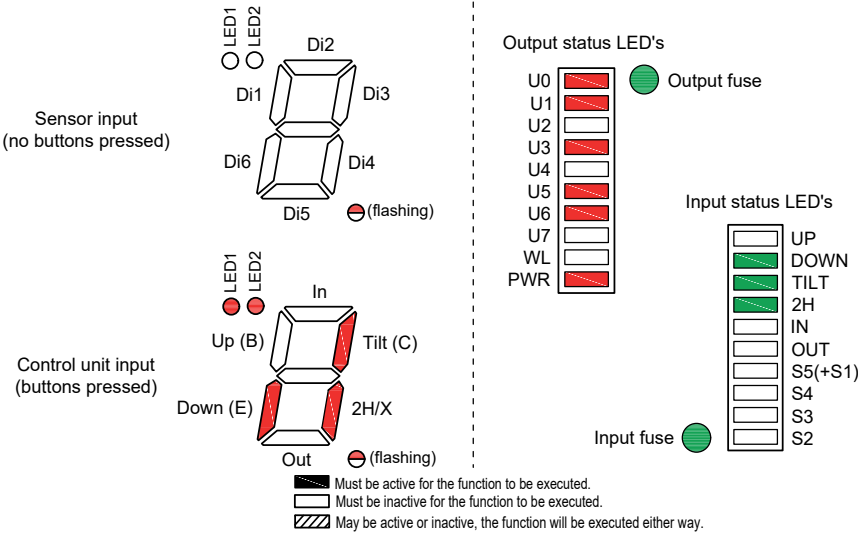 LED1
LED2
Di2
Di1
Di3
Sensor input
(no buttons pressed)
Di6
Di4
Di5
(flashing)
LED1
LED2
In
Up (B)
Tilt (C)
Control unit input
(buttons pressed)
Down (E)
2H/X
Out
(flashing)
Output status LED's
U0
Output fuse
U1
U2
U3
U4
U5
U6
U7
WL
PWR
Input status LED's
UP
DOWN
TILT
2H
IN
OUT
S5(+S1)
S4
S3
Input fuse
S2
Must be active for the function to be executed.
Must be inactive for the function to be executed.
May be active or inactive, the function will be executed either way.